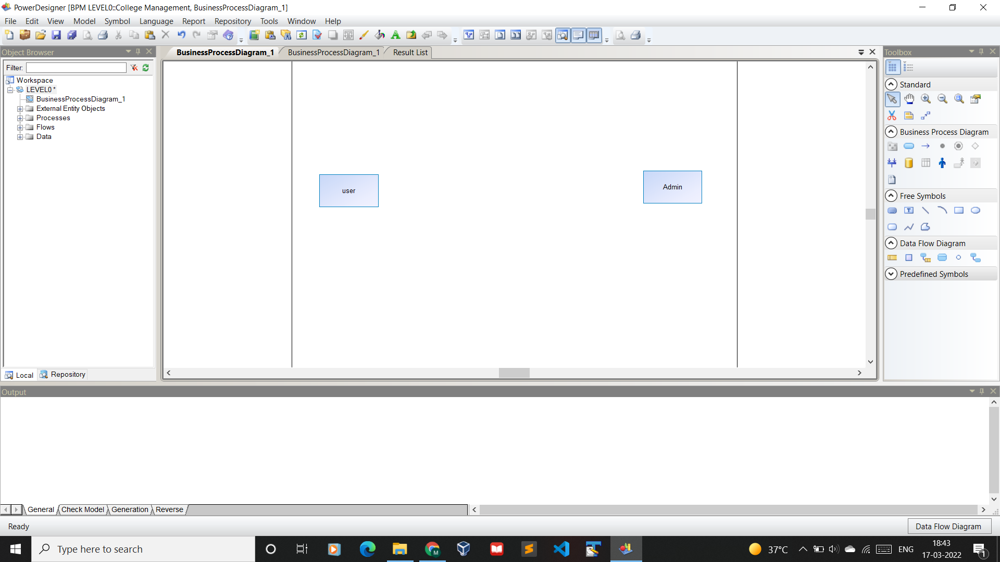 PowerDesigner [BPM LEVEL0::College Management, BusinessProcessDiagram_1]
File Edit View Model Symbol Language Report Repository Tools Window Help
Object Browser
Filter:
Workspace
LEVEL0 *
BusinessProcessDiagram_1
External Entity Objects
Processes
Flows
Data
Local Repository
BusinessProcessDiagram_1 BusinessProcessDiagram_1 Result List
user
Admin
Toolbox
Standard
Business Process Diagram
Free Symbols
Data Flow Diagram
Predefined Symbols
Output
General Check Model Generation Reverse
Ready
Data Flow Diagram
Type here to search
37°C
ENG
18:43
17-03-2022
1